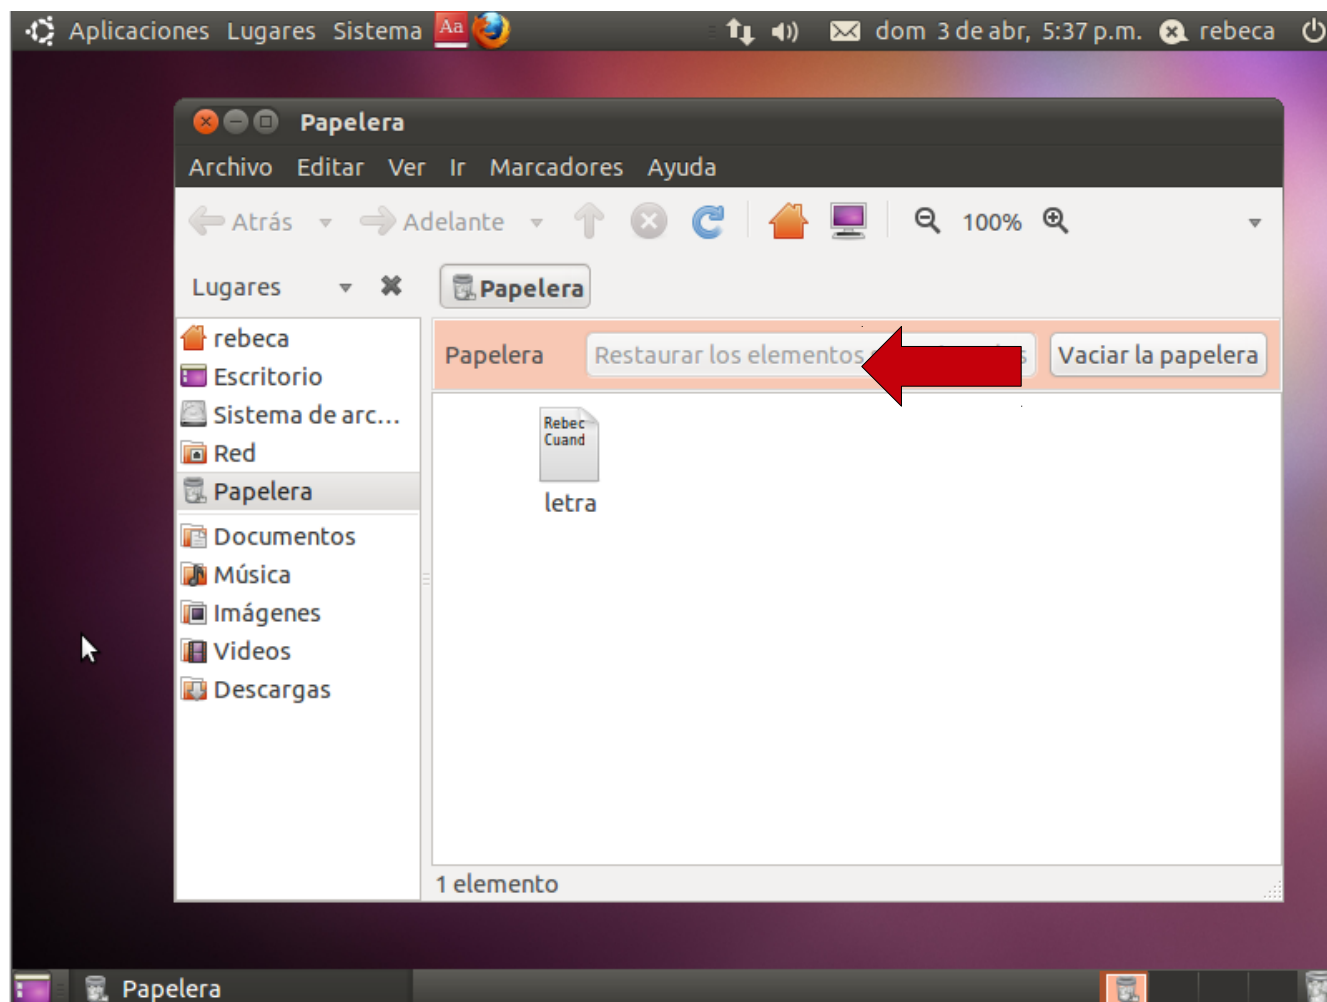 Aplicaciones Lugares Sistema Aa dom 3 de abr, 5:37 p.m. rebeca
Papelera
Archivo Editar Ver Ir Marcadores Ayuda
Atrás Adelante 100%
Lugares Papelera
rebeca
Escritorio
Sistema de arc...
Red
Papelera
Documentos
Música
Imágenes
Videos
Descargas
Papelera Restaurar los elementos Vaciar la papelera
Rebec
Cuand
letra
1 elemento
Papelera